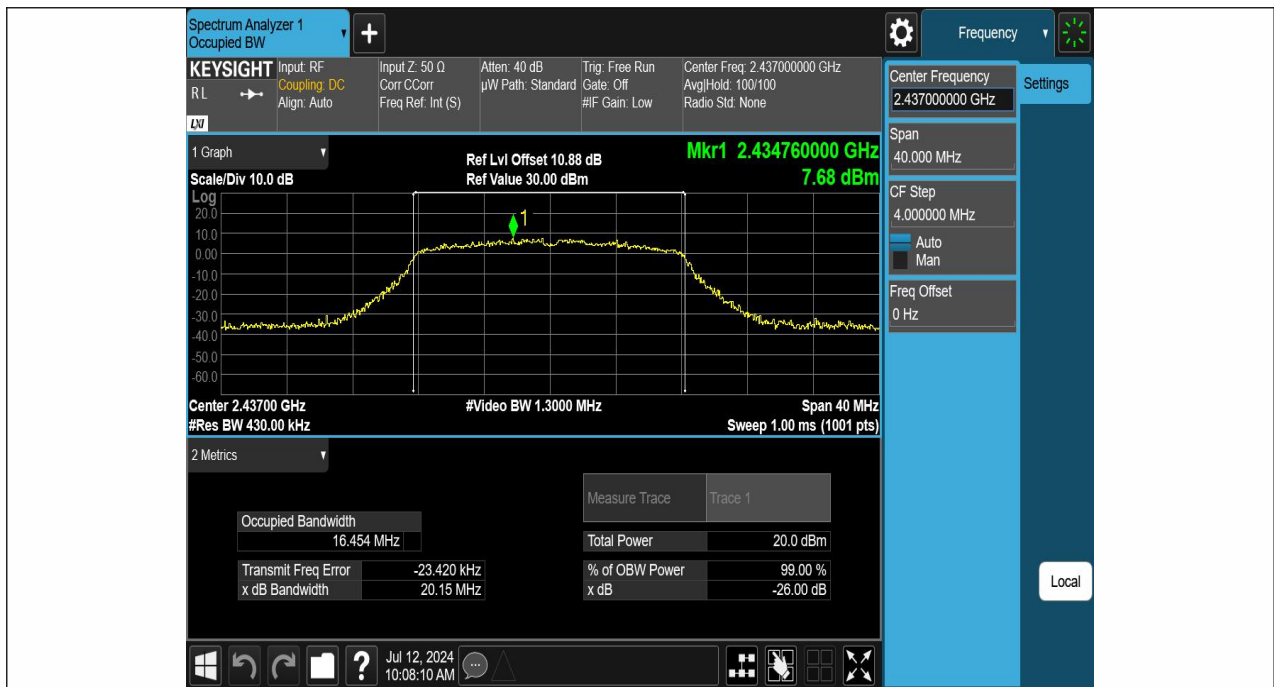 Spectrum Analyzer 1
Occupied BW
+
Frequency
KEYSIGHT
R L
LXI
Input: RF
Coupling: DC
Align: Auto
Input Z: 50 Ω
Corr CCorr
Freq Ref: Int (S)
Atten: 40 dB
µW Path: Standard
Trig: Free Run
Gate: Off
#IF Gain: Low
Center Freq: 2.437000000 GHz
Avg|Hold: 100/100
Radio Std: None
Center Frequency
2.437000000 GHz
Settings
Span
40.000 MHz
CF Step
4.000000 MHz
Auto
Man
Freq Offset
0 Hz
Local
1 Graph
Scale/Div 10.0 dB
Ref Lvl Offset 10.88 dB
Ref Value 30.00 dBm
Mkr1 2.434760000 GHz
7.68 dBm
Log
20.0
10.0
0.00
-10.0
-20.0
-30.0
-40.0
-50.0
-60.0
1
Center 2.43700 GHz
#Res BW 430.00 kHz
#Video BW 1.3000 MHz
Span 40 MHz
Sweep 1.00 ms (1001 pts)
2 Metrics
Measure Trace Trace 1
Occupied Bandwidth
16.454 MHz
Total Power 20.0 dBm
Transmit Freq Error -23.420 kHz
% of OBW Power 99.00 %
x dB Bandwidth 20.15 MHz
x dB -26.00 dB
?
Jul 12, 2024
10:08:10 AM